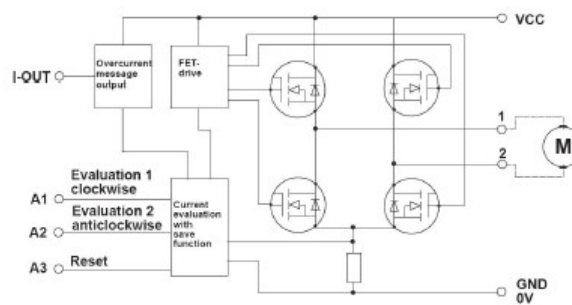 VCC
Overcurrent
message
output
FET-
drive
I-OUT
1
2
M
Evaluation 1
clockwise
A1
Evaluation 2
anticlockwise
A2
Reset
A3
Current
evaluation
with
save
function
GND
0V